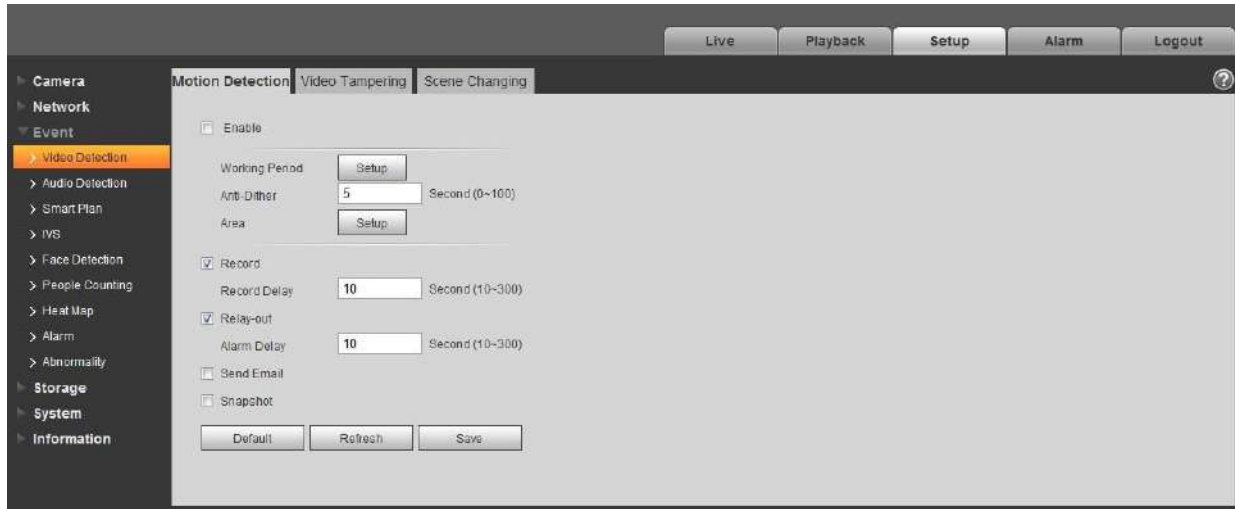 Live Playback Setup Alarm Logout
Camera
Network
Event
Video Detection
Audio Detection
Smart Plan
IVS
Face Detection
People Counting
Heat Map
Alarm
Abnormality
Storage
System
Information
Motion Detection Video Tampering Scene Changing
?
Enable
Working Period Setup
Anti-Dither 5 Second (0~100)
Area Setup
Record
Record Delay 10 Second (10~300)
Relay-out
Alarm Delay 10 Second (10~300)
Send Email
Snapshot
Default Refresh Save